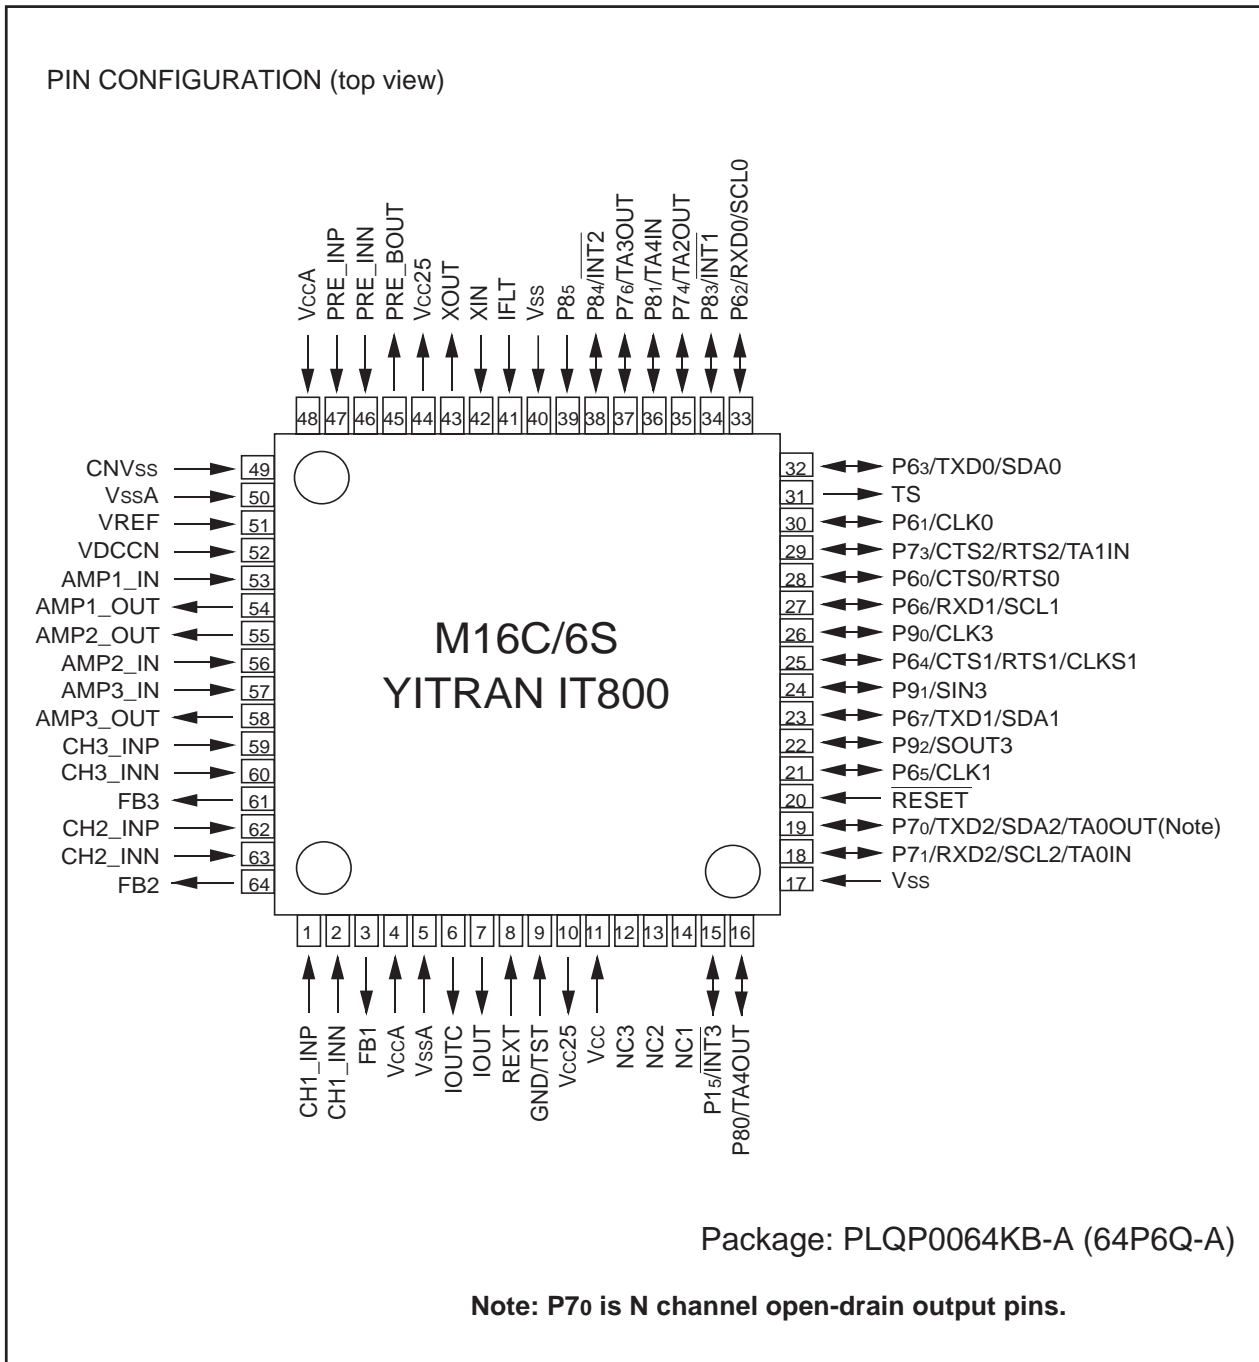 PIN CONFIGURATION (top view)
VCCA
PRE_INP
PRE_INN
PRE_BOUT
VCC25
XOUT
XIN
IFLT
VSS
P85
P84/INT2
P76/TA3OUT
P81/TA4IN
P74/TA2OUT
P83/INT1
P62/RXD0/SCL0
48 47 46 45 44 43 42 41 40 39 38 37 36 35 34 33
CNVSS 49
VSSA 50
VREF 51
VDCCN 52
AMP1_IN 53
AMP1_OUT 54
AMP2_OUT 55
AMP2_IN 56
AMP3_IN 57
AMP3_OUT 58
CH3_INP 59
CH3_INN 60
FB3 61
CH2_INP 62
CH2_INN 63
FB2 64
M16C/6S
YITRAN IT800
32 P63/TXD0/SDA0
31 TS
30 P61/CLK0
29 P73/CTS2/RTS2/TA1IN
28 P60/CTS0/RTS0
27 P66/RXD1/SCL1
26 P90/CLK3
25 P64/CTS1/RTS1/CLKS1
24 P91/SIN3
23 P67/TXD1/SDA1
22 P92/SOUT3
21 P65/CLK1
20 RESET
19 P70/TXD2/SDA2/TA0OUT(Note)
18 P71/RXD2/SCL2/TA0IN
17 VSS
1 2 3 4 5 6 7 8 9 10 11 12 13 14 15 16
CH1_INP
CH1_INN
FB1
VCCA
VSSA
IOUTC
IOUT
REXT
GND/TST
VCC25
VCC
NC3
NC2
NC1
P15/INT3
P80/TA4OUT
Package: PLQP0064KB-A (64P6Q-A)
Note: P70 is N channel open-drain output pins.